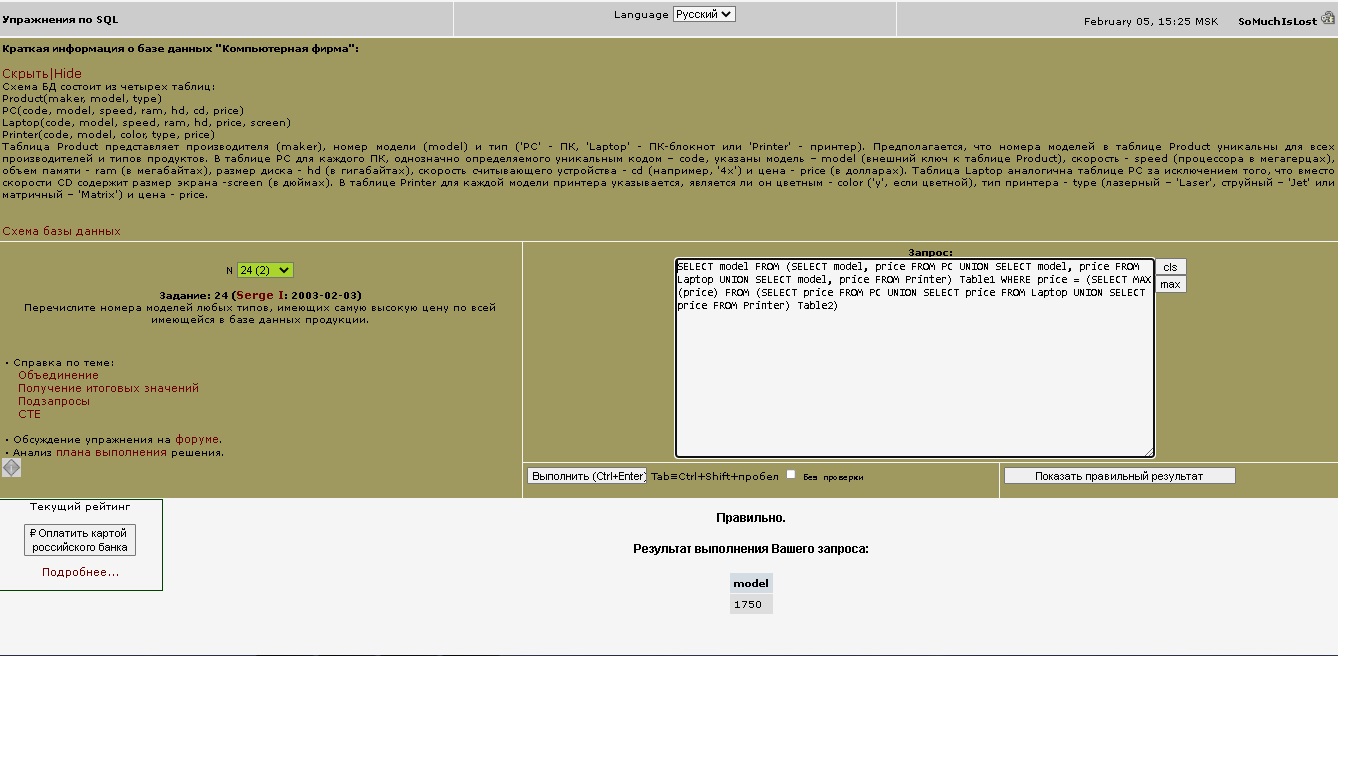 Упражнения по SQL
Language Русский
February 05, 15:25 MSK SoMuchIsLost
Краткая информация о базе данных "Компьютерная фирма":
Скрыть|Hide
Схема БД состоит из четырех таблиц:
Product(maker, model, type)
PC(code, model, speed, ram, hd, cd, price)
Laptop(code, model, speed, ram, hd, price, screen)
Printer(code, model, color, type, price)
Таблица Product представляет производителя (maker), номер модели (model) и тип ('PC' - ПК, 'Laptop' - ПК-блокнот или 'Printer' - принтер). Предполагается, что номера моделей в таблице Product уникальны для всех
производителей и типов продуктов. В таблице PC для каждого ПК, однозначно определяемого уникальным кодом – code, указаны модель – model (внешний ключ к таблице Product), скорость - speed (процессора в мегагерцах),
объем памяти - ram (в мегабайтах), размер диска - hd (в гигабайтах), скорость считывающего устройства - cd (например, '4x') и цена - price (в долларах). Таблица Laptop аналогична таблице РС за исключением того, что вместо
скорости CD содержит размер экрана -screen (в дюймах). В таблице Printer для каждой модели принтера указывается, является ли он цветным - color ('y', если цветной), тип принтера - type (лазерный – 'Laser', струйный – 'Jet' или
матричный – 'Matrix') и цена - price.
Схема базы данных
N 24 (2)
Задание: 24 (Serge I: 2003-02-03)
Перечислите номера моделей любых типов, имеющих самую высокую цену по всей
имеющейся в базе данных продукции.
• Справка по теме:
Объединение
Получение итоговых значений
Подзапросы
CTE
• Обсуждение упражнения на форуме.
• Анализ плана выполнения решения.
Запрос:
SELECT model FROM (SELECT model, price FROM PC UNION SELECT model, price FROM
Laptop UNION SELECT model, price FROM Printer) Table1 WHERE price = (SELECT MAX
(price) FROM (SELECT price FROM PC UNION SELECT price FROM Laptop UNION SELECT
price FROM Printer) Table2)
cls
max
Выполнить (Ctrl+Enter) Tab≡Ctrl+Shift+пробел Без проверки
Показать правильный результат
Текущий рейтинг
₽ Оплатить картой
российского банка
Подробнее...
Правильно.
Результат выполнения Вашего запроса:
model
1750